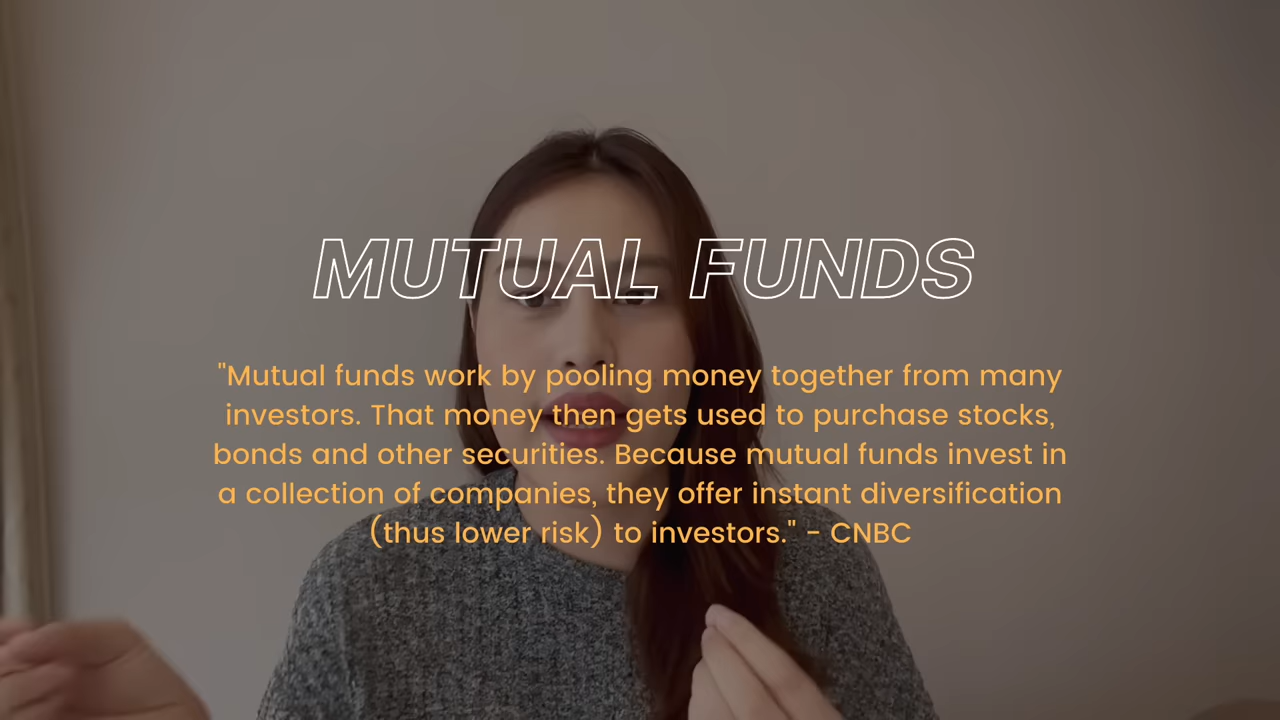 MUTUAL FUNDS
"Mutual funds work by pooling money together from many
investors. That money then gets used to purchase stocks,
bonds and other securities. Because mutual funds invest in
a collection of companies, they offer instant diversification
(thus lower risk) to investors." - CNBC